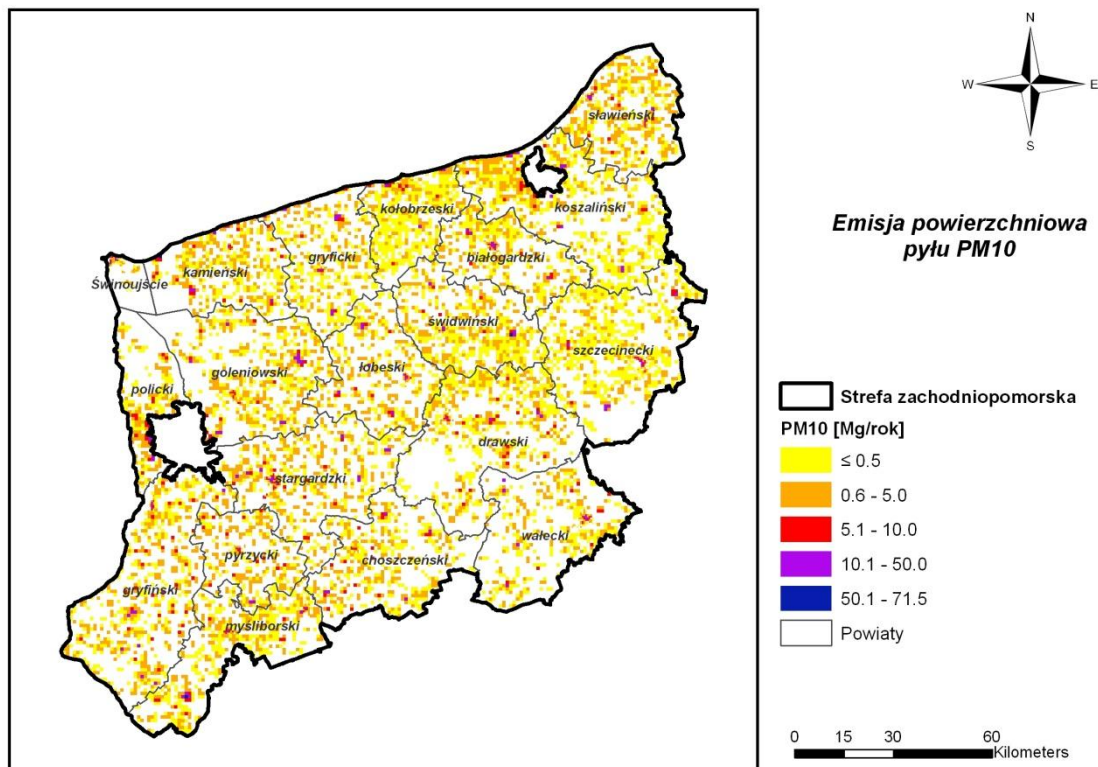 N
W
E
S
Emisja powierzchniowa
pyłu PM10
sławieński
koszaliński
kołobrzeski
białogardzki
gryficki
kamieński
Świnoujście
świdwiński
szczecinecki
łobeski
goleniowski
policki
drawski
stargardzki
wałecki
choszczeński
pyrzycki
gryfiński
myśliborski
Strefa zachodniopomorska
PM10 [Mg/rok]
≤ 0.5
0.6 - 5.0
5.1 - 10.0
10.1 - 50.0
50.1 - 71.5
Powiaty
0 15 30 60
Kilometers